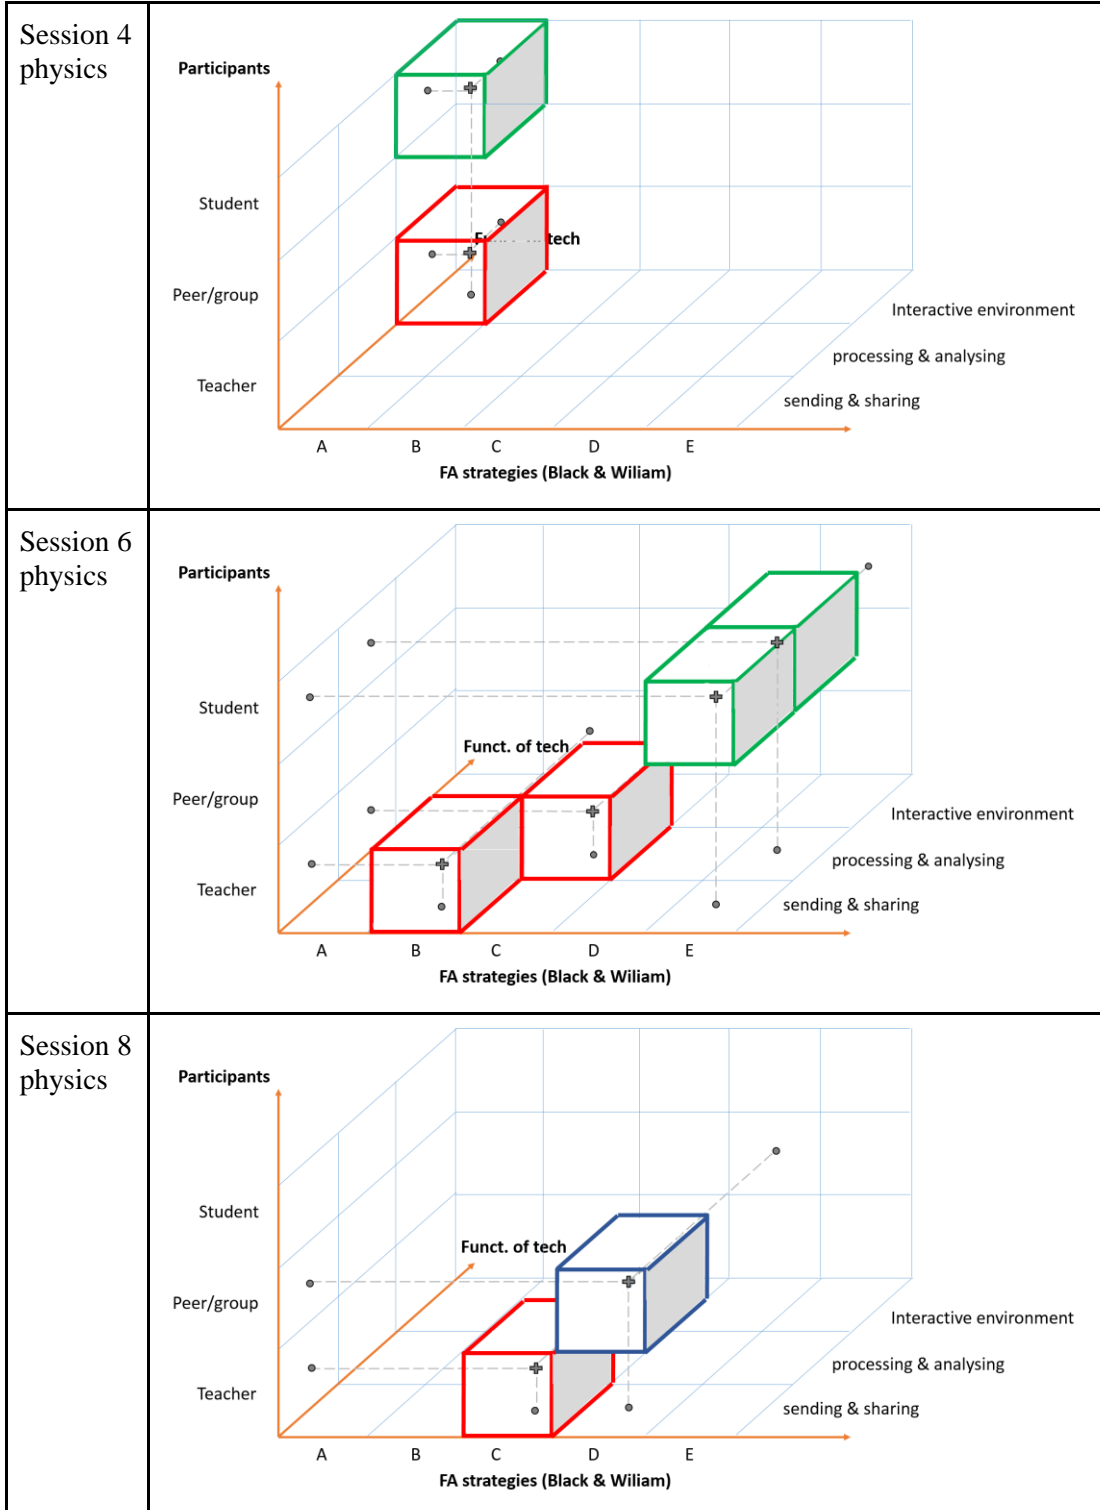 Session 4
physics
Participants
Student
F tech
Peer/group
Interactive environment
processing & analysing
Teacher
sending & sharing
A B C D E
FA strategies (Black & Wiliam)
Session 6
physics
Participants
Student
Funct. of tech
Peer/group
Interactive environment
processing & analysing
Teacher
sending & sharing
A B C D E
FA strategies (Black & Wiliam)
Session 8
physics
Participants
Student
Funct. of tech
Peer/group
Interactive environment
processing & analysing
Teacher
sending & sharing
A B C D E
FA strategies (Black & Wiliam)